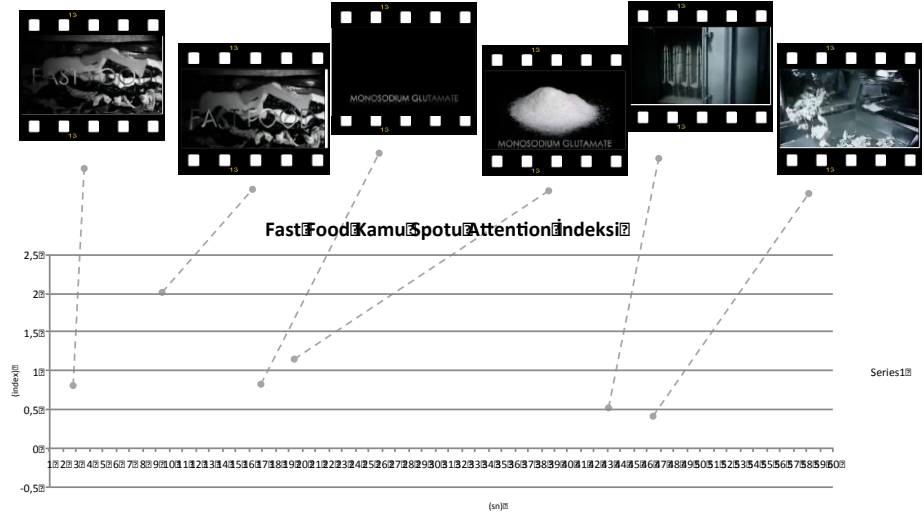 13
13
13
13
13
13
FAST FOOD
FAST FOOD
MONOSODIUM GLUTAMATE
MONOSODIUM GLUTAMATE
13
13
13
13
13
13
Fast Food Kamu Spotu Attention İndeksi
2,5
2
1,5
1
0,5
0
-0,5
(index)
Series1
1 2 3 4 5 6 7 8 9 10 11 12 13 14 15 16 17 18 19 20 21 22 23 24 25 26 27 28 29 30 31 32 33 34 35 36 37 38 39 40 41 42 43 44 45 46 47 48 49 50 51 52 53 54 55 56 57 58 59 60
(sn)